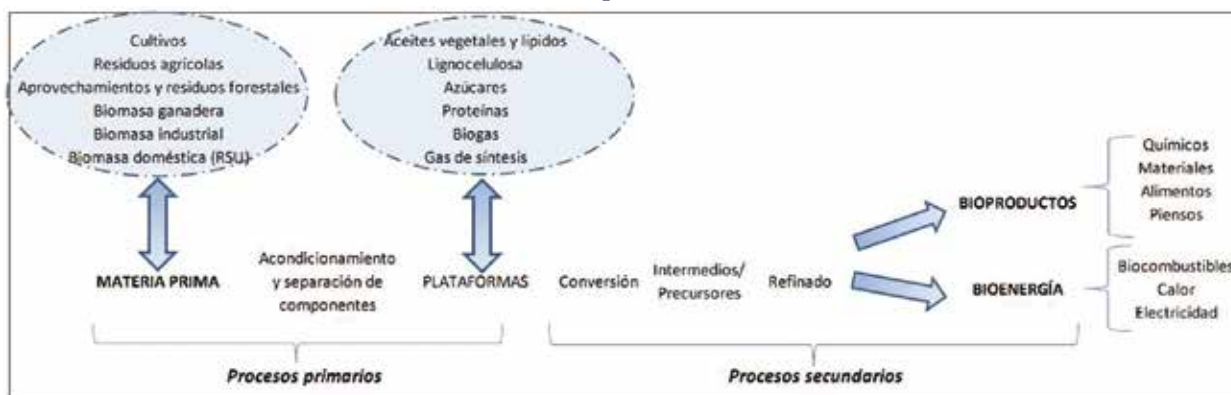 Cultivos
Residuos agrícolas
Aprovechamientos y residuos forestales
Biomasa ganadera
Biomasa industrial
Biomasa doméstica (RSU)
Aceites vegetales y lípidos
Lignocelulosa
Azúcares
Proteínas
Biogas
Gas de síntesis
MATERIA PRIMA
Acondicionamiento
y separación de
componentes
PLATAFORMAS
Conversión
Intermedios/
Precursores
Refinado
BIOPRODUCTOS
Químicos
Materiales
Alimentos
Piensos
BIOENERGÍA
Biocombustibles
Calor
Electricidad
Procesos primarios
Procesos secundarios